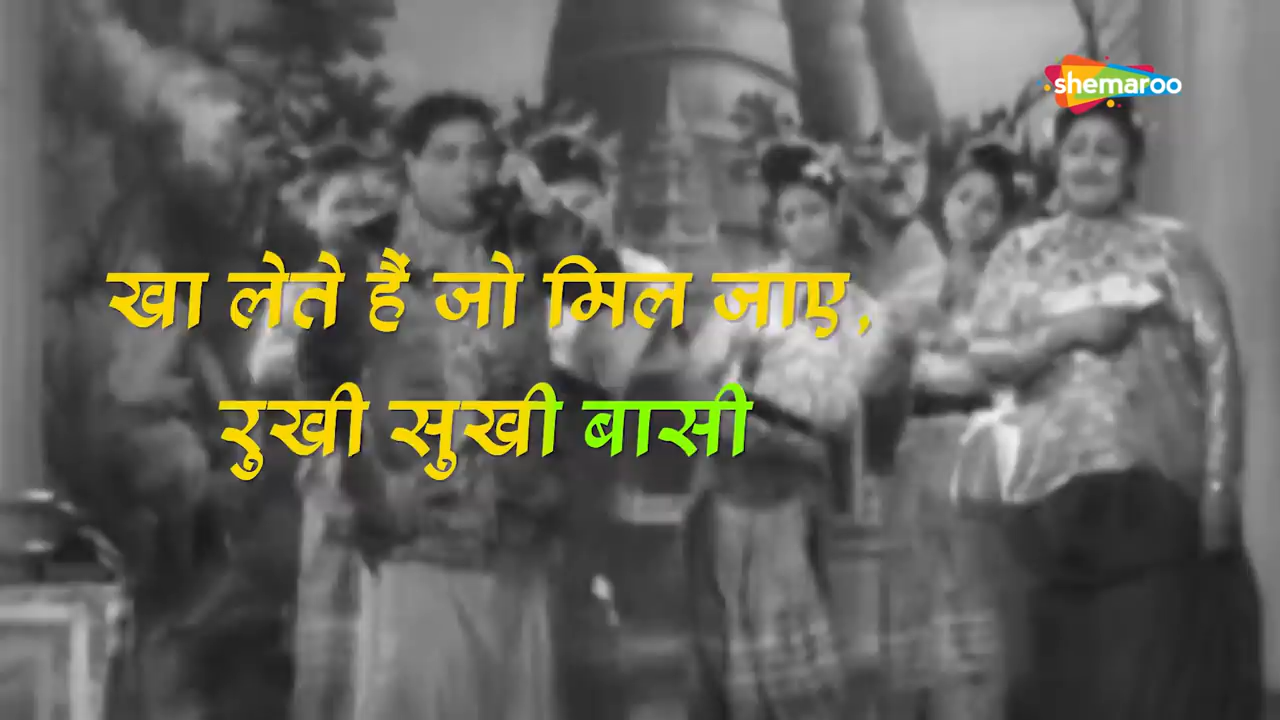 shemaroo
खा लेते हैं जो मिल जाए,
रुखी सुखी बासी